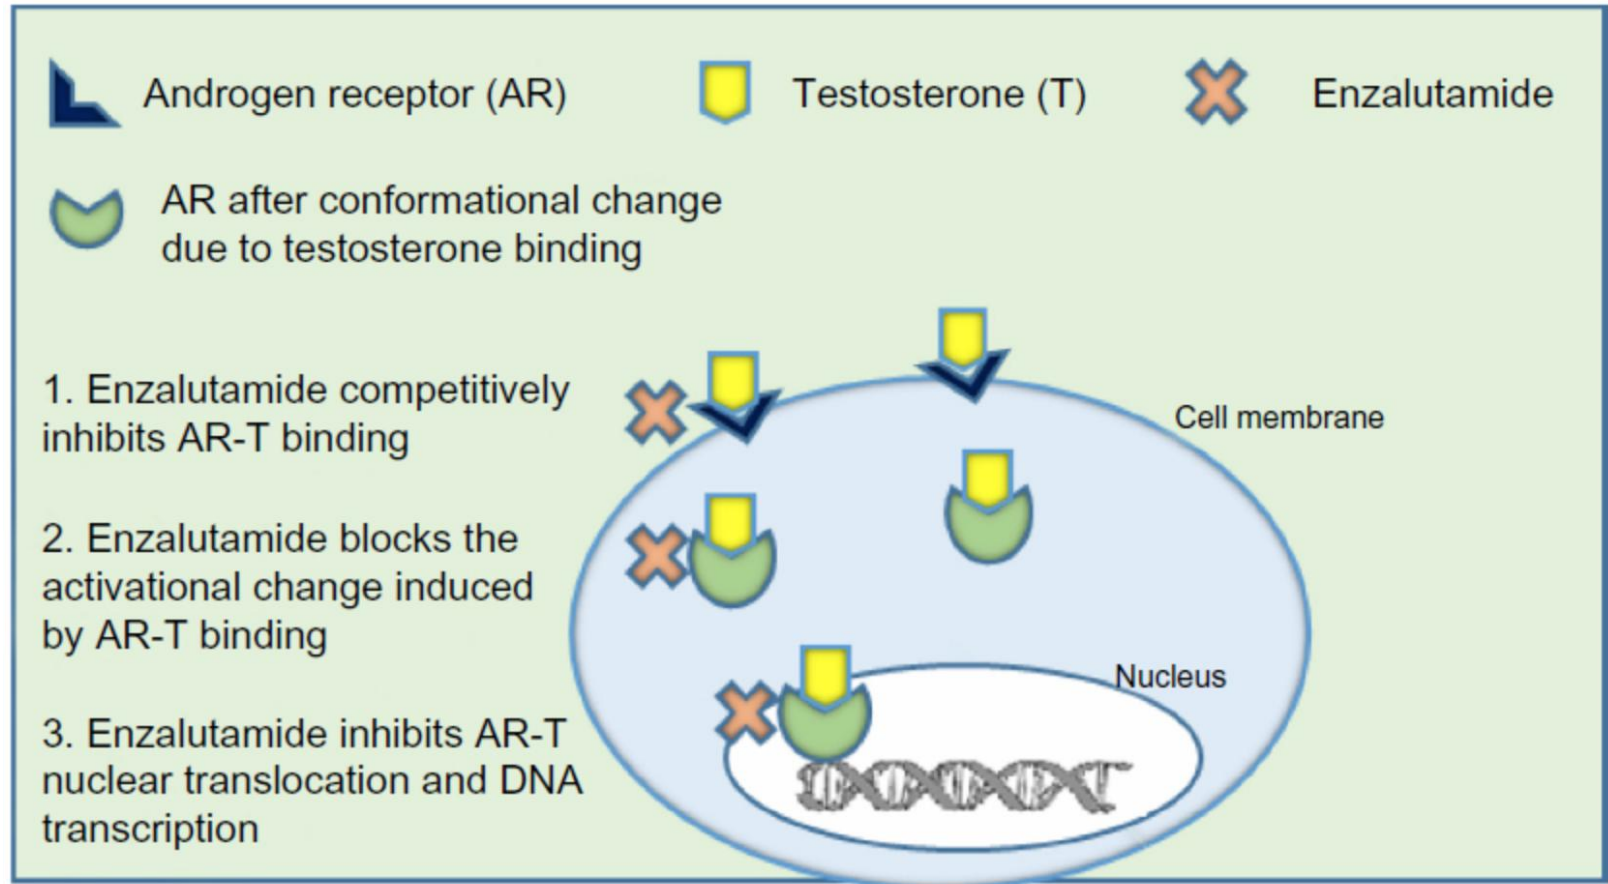 Androgen receptor (AR)
Testosterone (T)
Enzalutamide
AR after conformational change
due to testosterone binding
1. Enzalutamide competitively
inhibits AR-T binding
Cell membrane
2. Enzalutamide blocks the
activational change induced
by AR-T binding
Nucleus
3. Enzalutamide inhibits AR-T
nuclear translocation and DNA
transcription